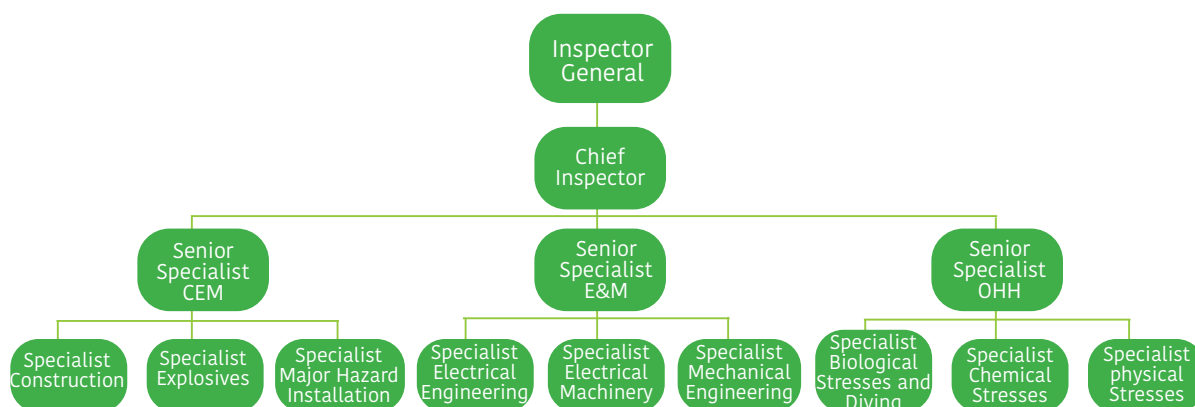 Inspector
General
Chief
Inspector
Senior
Specialist
CEM
Senior
Specialist
E&M
Senior
Specialist
OHH
Specialist
Construction
Specialist
Explosives
Specialist
Major Hazard
Installation
Specialist
Electrical
Engineering
Specialist
Electrical
Machinery
Specialist
Mechanical
Engineering
Specialist
Biological
Stresses and
Diving
Specialist
Chemical
Stresses
Specialist
physical
Stresses